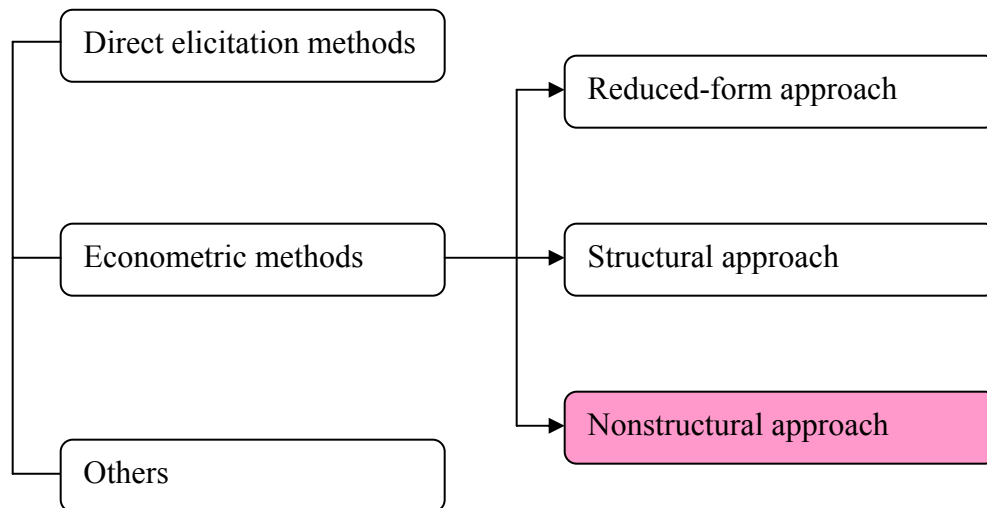 Direct elicitation methods
Reduced-form approach
Econometric methods
Structural approach
Nonstructural approach
Others